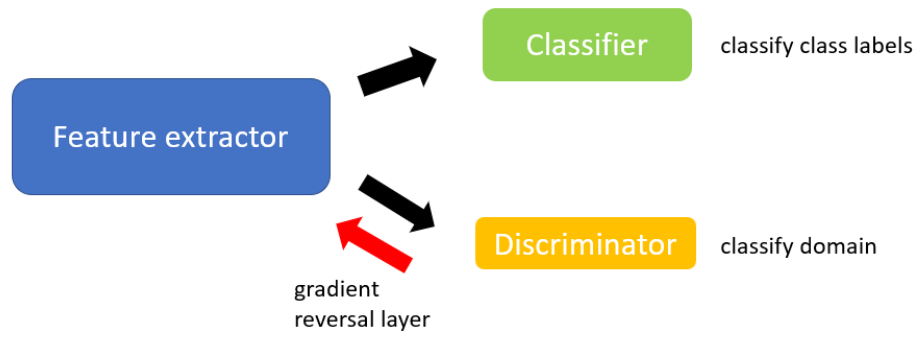 Classifier
classify class labels
Feature extractor
Discriminator
classify domain
gradient
reversal layer